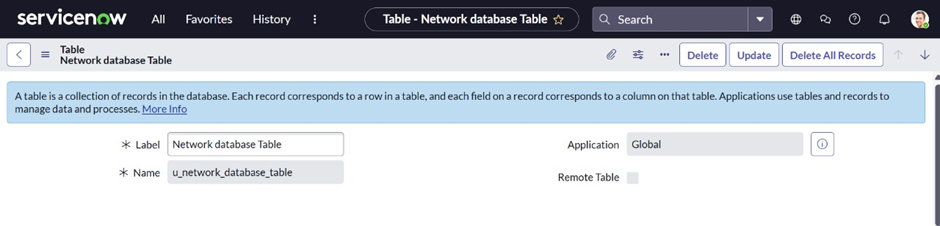 servicenow All Favorites History Table - Network database Table Search
Table
Network database Table Delete Update Delete All Records
A table is a collection of records in the database. Each record corresponds to a row in a table, and each field on a record corresponds to a column on that table. Applications use tables and records to
manage data and processes. More Info
Label Network database Table Application Global
Name u_network_database_table Remote Table